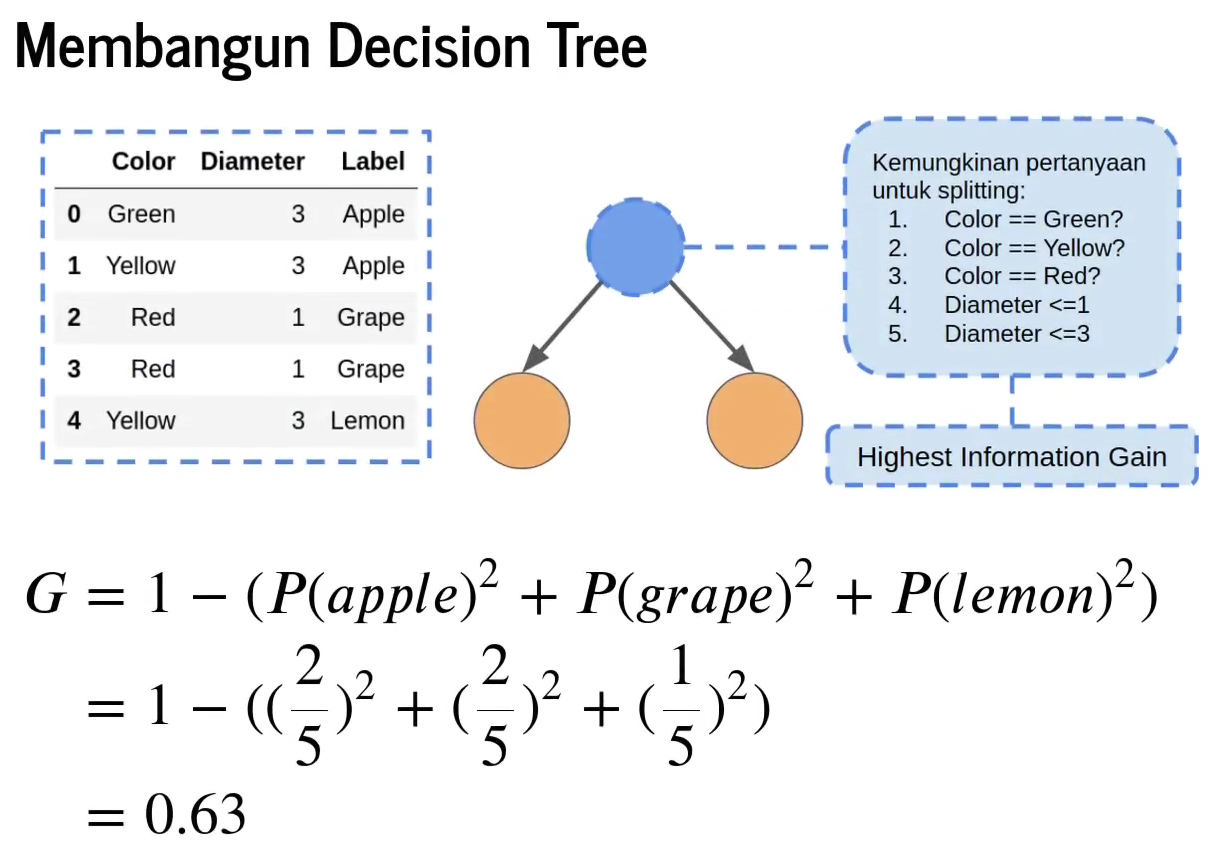 Membangun Decision Tree
Color Diameter Label
0 Green 3 Apple
1 Yellow 3 Apple
2 Red 1 Grape
3 Red 1 Grape
4 Yellow 3 Lemon
Kemungkinan pertanyaan
untuk splitting:
1. Color == Green?
2. Color == Yellow?
3. Color == Red?
4. Diameter <=1
5. Diameter <=3
Highest Information Gain
G = 1 − (P(apple)² + P(grape)² + P(lemon)²)
= 1 − ((2/5)² + (2/5)² + (1/5)²)
= 0.63